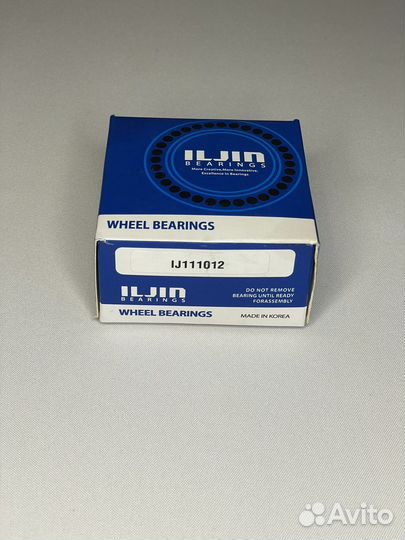 ILJIN
BEARINGS
More Creative, More Innovative,
Excellence in Bearings
WHEEL BEARINGS
IJ111012
ILJIN
BEARINGS
WHEEL BEARINGS
DO NOT REMOVE
BEARING UNTIL READY
FORASSEMBLY
MADE IN KOREA
Avito